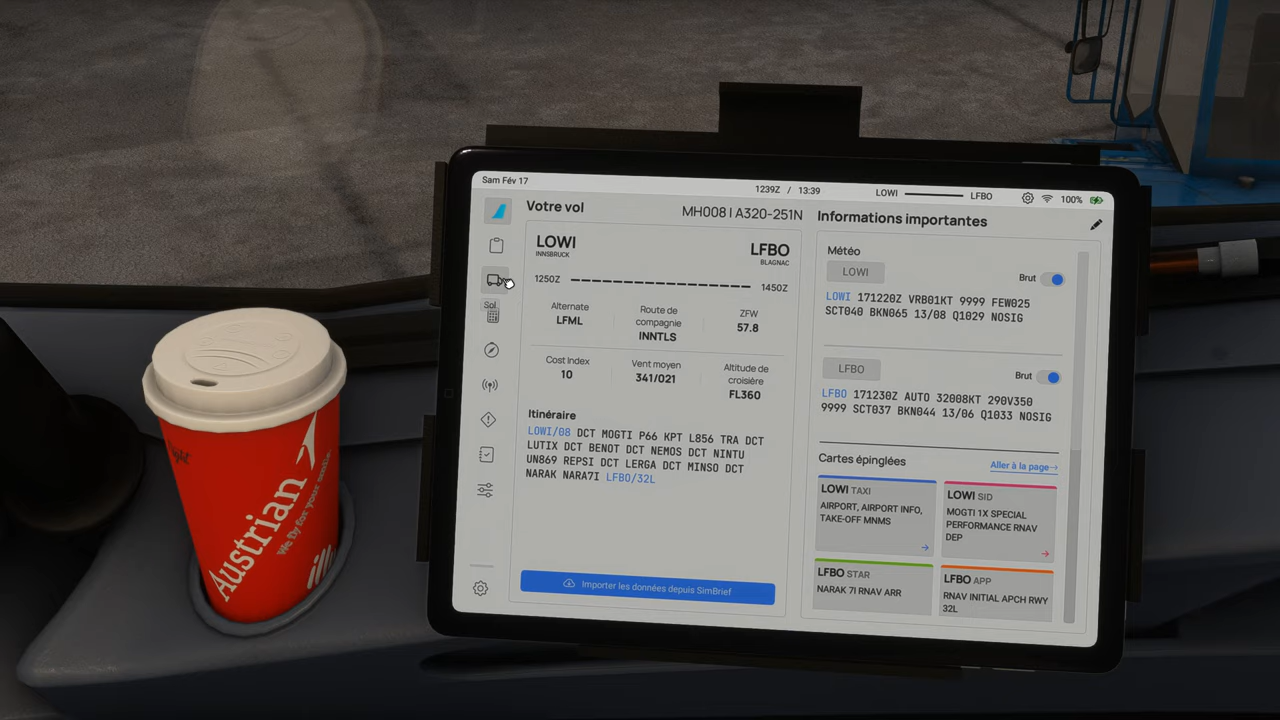 Sam Fév 17
1239Z / 13:39
LOWI
LFBO
100%
Votre vol
MH008 | A320-251N
LOWI
INNSBRUCK
LFBO
BLAGNAC
1250Z
1450Z
Alternate
LFML
Route de
compagnie
INNTLS
ZFW
57.8
Cost Index
10
Vent moyen
341/021
Altitude de
croisière
FL360
Itinéraire
LOWI/08 DCT MOGTI P66 KPT L856 TRA DCT
LUTIX DCT BENOT DCT NEMOS DCT NINTU
UN869 REPSI DCT LERGA DCT MINSO DCT
NARAK NARA7I LFBO/32L
Importer les données depuis SimBrief
Sol
Informations importantes
Météo
LOWI
Brut
LOWI 171220Z VRB01KT 9999 FEW025
SCT040 BKN065 13/08 Q1029 NOSIG
LFBO
Brut
LFBO 171230Z AUTO 32008KT 290V350
9999 SCT037 BKN044 13/06 Q1033 NOSIG
Cartes épinglées
Aller à la page→
LOWI TAXI
AIRPORT, AIRPORT INFO,
TAKE-OFF MNMS
LOWI SID
MOGTI 1X SPECIAL
PERFORMANCE RNAV
DEP
LFBO STAR
NARAK 7I RNAV ARR
LFBO APP
RNAV INITIAL APCH RWY
32L
Austrian
We fly for your smile.